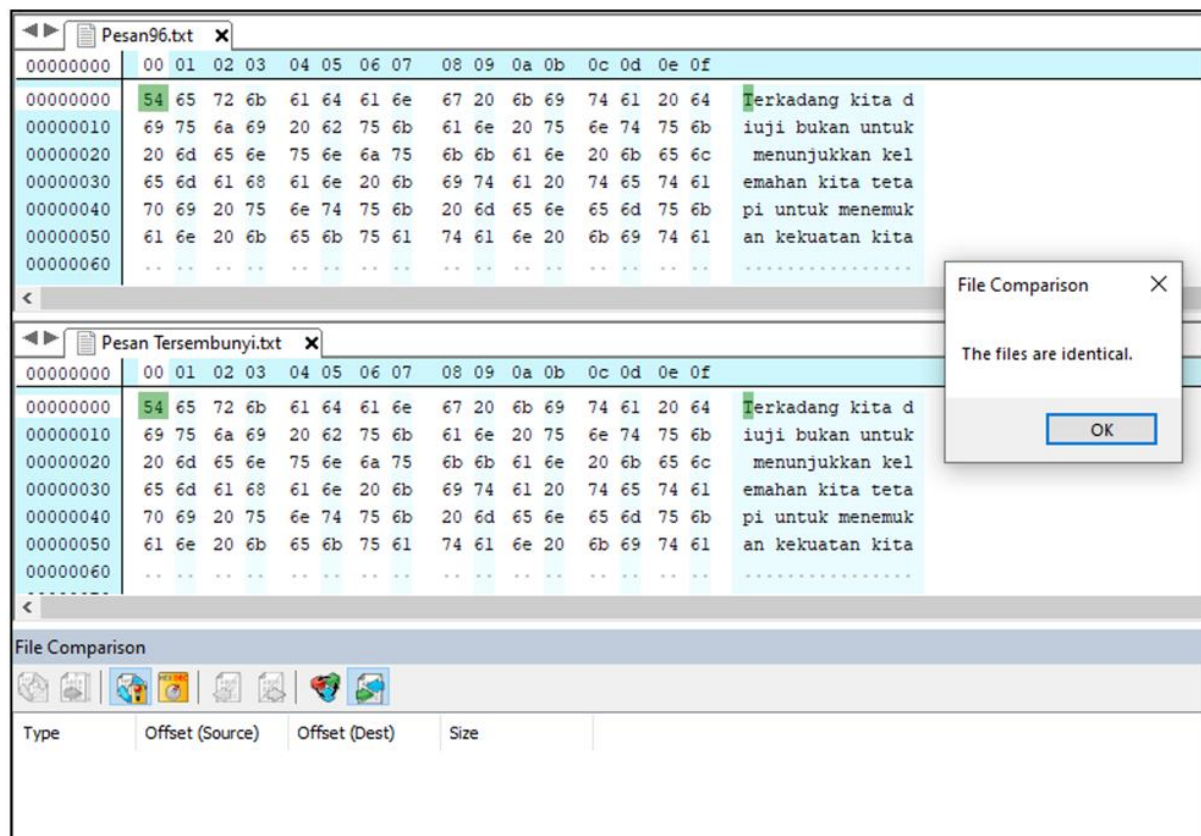 Pesan96.txt
00000000 00 01 02 03 04 05 06 07 08 09 0a 0b 0c 0d 0e 0f
00000000 54 65 72 6b 61 64 61 6e 67 20 6b 69 74 61 20 64 Terkadang kita d
00000010 69 75 6a 69 20 62 75 6b 61 6e 20 75 6e 74 75 6b iuji bukan untuk
00000020 20 6d 65 6e 75 6e 6a 75 6b 6b 61 6e 20 6b 65 6c menunjukkan kel
00000030 65 6d 61 68 61 6e 20 6b 69 74 61 20 74 65 74 61 emahan kita teta
00000040 70 69 20 75 6e 74 75 6b 20 6d 65 6e 65 6d 75 6b pi untuk menemuk
00000050 61 6e 20 6b 65 6b 75 61 74 61 6e 20 6b 69 74 61 an kekuatan kita
00000060 .. .. .. .. .. .. .. .. .. .. .. .. .. .. .. .. ................
Pesan Tersembunyi.txt
00000000 00 01 02 03 04 05 06 07 08 09 0a 0b 0c 0d 0e 0f
00000000 54 65 72 6b 61 64 61 6e 67 20 6b 69 74 61 20 64 Terkadang kita d
00000010 69 75 6a 69 20 62 75 6b 61 6e 20 75 6e 74 75 6b iuji bukan untuk
00000020 20 6d 65 6e 75 6e 6a 75 6b 6b 61 6e 20 6b 65 6c menunjukkan kel
00000030 65 6d 61 68 61 6e 20 6b 69 74 61 20 74 65 74 61 emahan kita teta
00000040 70 69 20 75 6e 74 75 6b 20 6d 65 6e 65 6d 75 6b pi untuk menemuk
00000050 61 6e 20 6b 65 6b 75 61 74 61 6e 20 6b 69 74 61 an kekuatan kita
00000060 .. .. .. .. .. .. .. .. .. .. .. .. .. .. .. .. ................
File Comparison
The files are identical.
OK
File Comparison
Type Offset (Source) Offset (Dest) Size